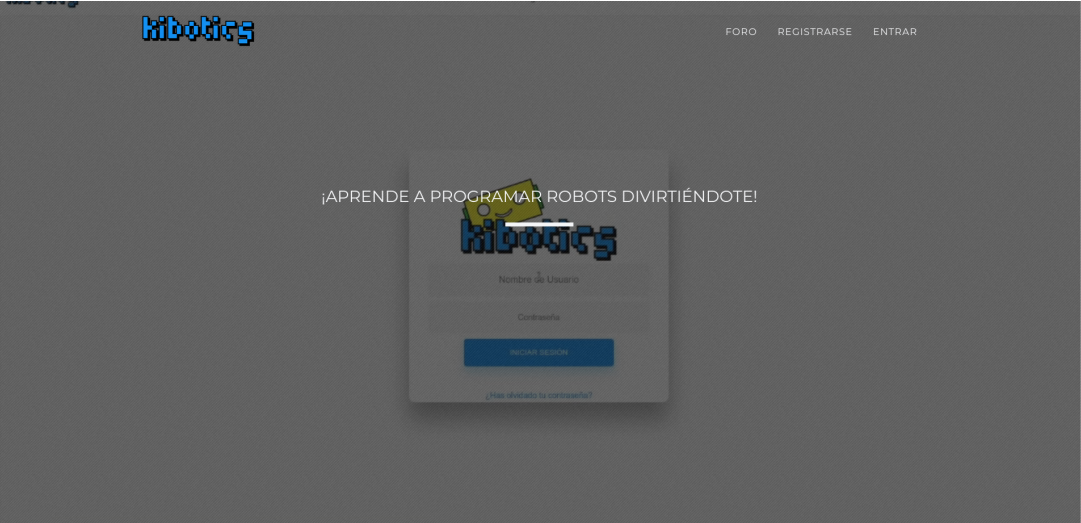 kibotics
FORO REGISTRARSE ENTRAR
¡APRENDE A PROGRAMAR ROBOTS DIVIRTIÉNDOTE!
kibotics
Nombre de Usuario
Contraseña
INICIAR SESIÓN
¿Has olvidado tu contraseña?